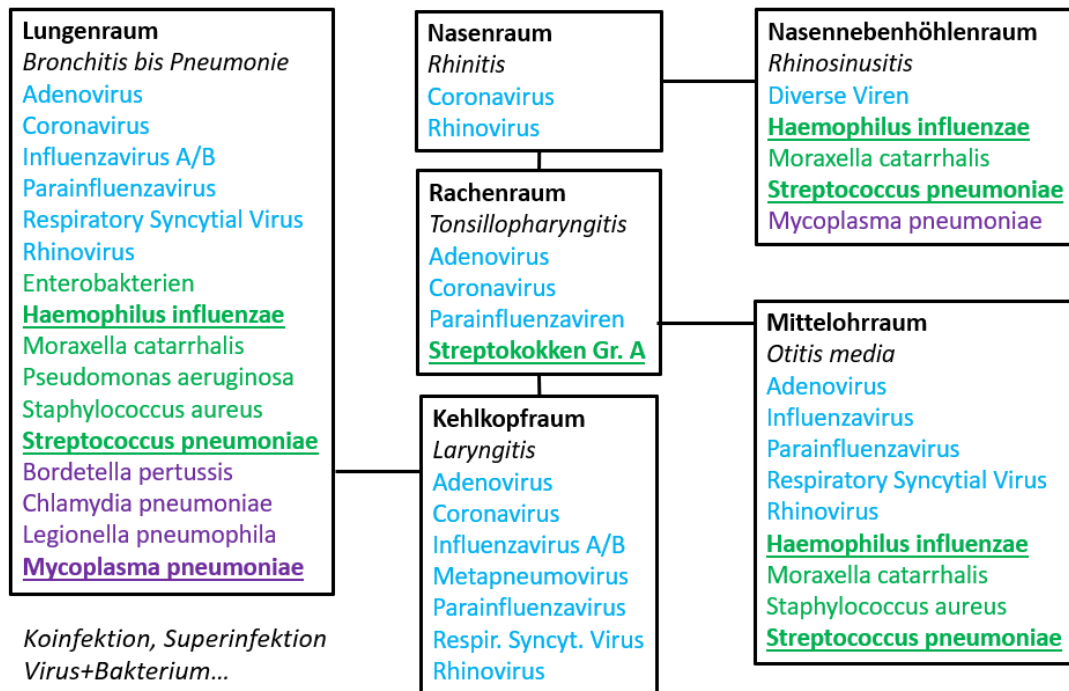 Lungenraum
Bronchitis bis Pneumonie
Adenovirus
Coronavirus
Influenzavirus A/B
Parainfluenzavirus
Respiratory Syncytial Virus
Rhinovirus
Enterobakterien
Haemophilus influenzae
Moraxella catarrhalis
Pseudomonas aeruginosa
Staphylococcus aureus
Streptococcus pneumoniae
Bordetella pertussis
Chlamydia pneumoniae
Legionella pneumophila
Mycoplasma pneumoniae
Koinfektion, Superinfektion
Virus+Bakterium...
Nasenraum
Rhinitis
Coronavirus
Rhinovirus
Rachenraum
Tonsillopharyngitis
Adenovirus
Coronavirus
Parainfluenzaviren
Streptokokken Gr. A
Kehlkopfraum
Laryngitis
Adenovirus
Coronavirus
Influenzavirus A/B
Metapneumovirus
Parainfluenzavirus
Respir. Syncyt. Virus
Rhinovirus
Nasennebenhöhlenraum
Rhinosinusitis
Diverse Viren
Haemophilus influenzae
Moraxella catarrhalis
Streptococcus pneumoniae
Mycoplasma pneumoniae
Mittelohrraum
Otitis media
Adenovirus
Influenzavirus
Parainfluenzavirus
Respiratory Syncytial Virus
Rhinovirus
Haemophilus influenzae
Moraxella catarrhalis
Staphylococcus aureus
Streptococcus pneumoniae